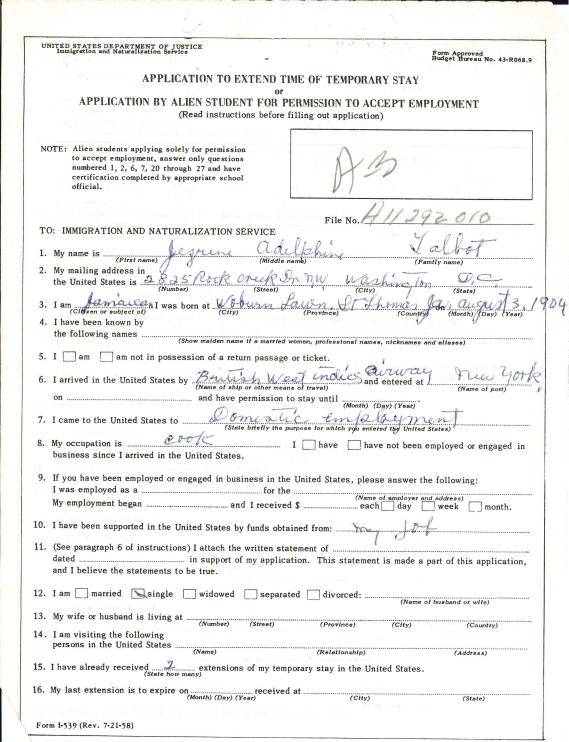 UNITED STATES DEPARTMENT OF JUSTICE
Immigration and Naturalization Service
Form Approved
Budget Bureau No. 43-R068.9
APPLICATION TO EXTEND TIME OF TEMPORARY STAY
or
APPLICATION BY ALIEN STUDENT FOR PERMISSION TO ACCEPT EMPLOYMENT
(Read instructions before filling out application)
NOTE: Alien students applying solely for permission
to accept employment, answer only questions
numbered 1, 2, 6, 7, 20 through 27 and have
certification completed by appropriate school
official.
File No. A11 292 010
TO: IMMIGRATION AND NATURALIZATION SERVICE
1. My name is Adelphine Talbot
(First name) (Middle name) (Family name)
2. My mailing address in
the United States is 2825 Rock Creek Dr NW Washington DC
(Number) (Street) (City) (State)
3. I am Jamaican I was born at Woburn Lawn, St Thomas, Ja, on august 3, 1904
(Citizen or subject of) (City) (Province) (Country) (Month) (Day) (Year)
4. I have been known by
the following names
(Show maiden name if a married women, professional names, nicknames and aliases)
5. I am am not in possession of a return passage or ticket.
6. I arrived in the United States by British West indies airway and entered at New York
(Name of ship or other means of travel) (Name of port)
on and have permission to stay until
(Month) (Day) (Year)
7. I came to the United States to Domestic employment
(State briefly the purpose for which you entered the United States)
8. My occupation is cook I have have not been employed or engaged in
business since I arrived in the United States.
9. If you have been employed or engaged in business in the United States, please answer the following:
I was employed as a for the
(Name of employer and address)
My employment began and I received $ each day week month.
10. I have been supported in the United States by funds obtained from: my job
11. (See paragraph 6 of instructions) I attach the written statement of
dated in support of my application. This statement is made a part of this application,
and I believe the statements to be true.
12. I am married single widowed separated divorced:
(Name of husband or wife)
13. My wife or husband is living at
(Number) (Street) (Province) (City) (Country)
14. I am visiting the following
persons in the United States
(Name) (Relationship) (Address)
15. I have already received 2 extensions of my temporary stay in the United States.
(State how many)
16. My last extension is to expire on received at
(Month) (Day) (Year) (City) (State)
Form I-539 (Rev. 7-21-58)